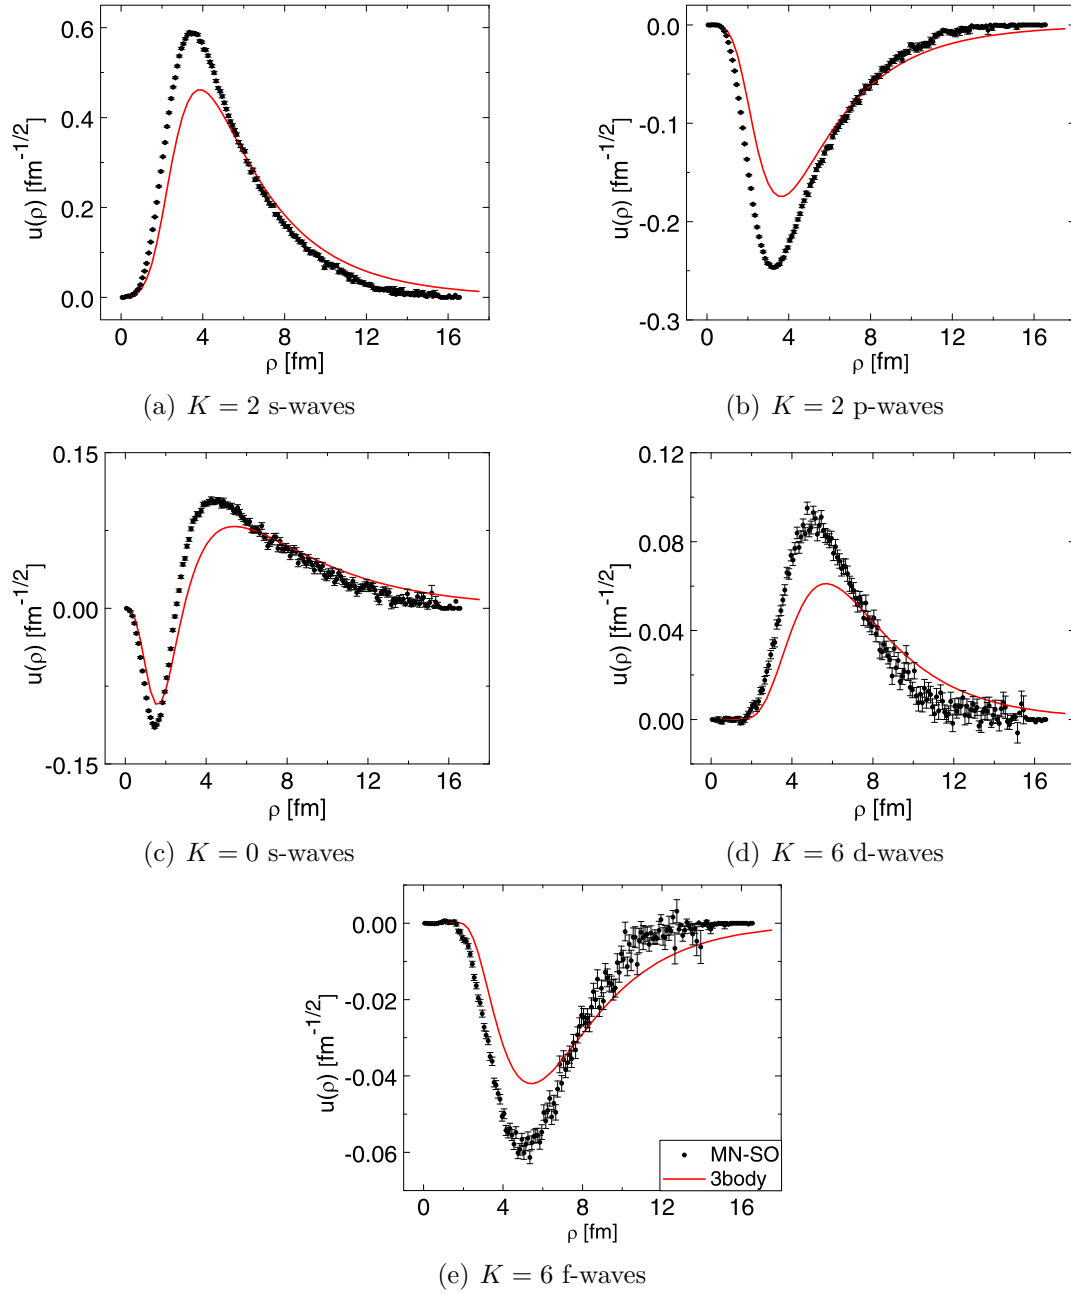 0.6
0.4
0.2
0.0
u(ρ) [fm-1/2]
0 4 8 12 16
ρ [fm]
(a) K = 2 s-waves
0.0
-0.1
-0.2
-0.3
u(ρ) [fm-1/2]
0 4 8 12 16
ρ [fm]
(b) K = 2 p-waves
0.15
0.00
-0.15
u(ρ) [fm-1/2]
0 4 8 12 16
ρ [fm]
(c) K = 0 s-waves
0.12
0.08
0.04
0.00
u(ρ) [fm-1/2]
0 4 8 12 16
ρ [fm]
(d) K = 6 d-waves
0.00
-0.02
-0.04
-0.06
u(ρ) [fm-1/2]
MN-SO
3body
0 4 8 12 16
ρ [fm]
(e) K = 6 f-waves